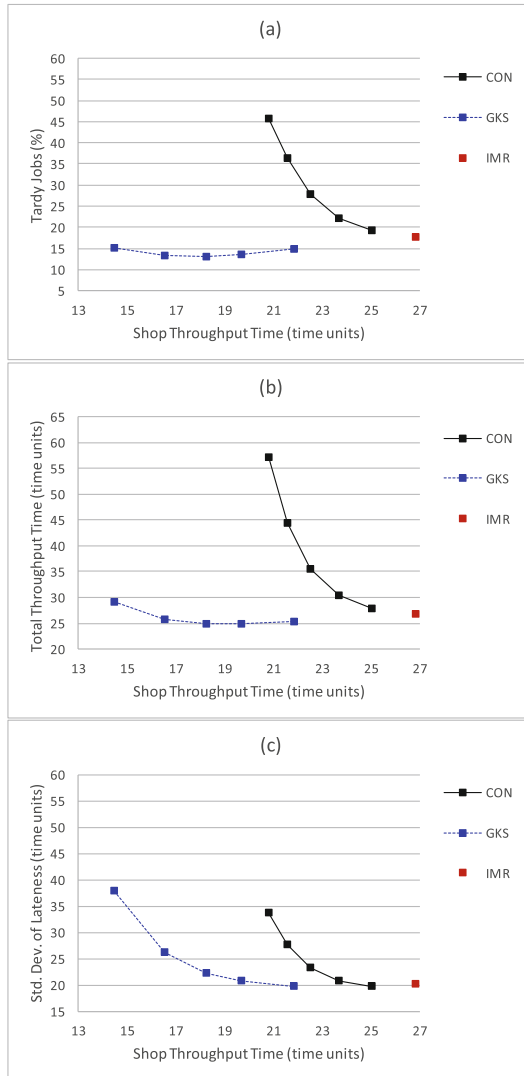 (a)
Tardy Jobs (%)
60
55
50
45
40
35
30
25
20
15
10
5
13 15 17 19 21 23 25 27
Shop Throughput Time (time units)
CON
GKS
IMR
(b)
Total Throughput Time (time units)
65
60
55
50
45
40
35
30
25
20
13 15 17 19 21 23 25 27
Shop Throughput Time (time units)
CON
GKS
IMR
(c)
Std. Dev. of Lateness (time units)
60
55
50
45
40
35
30
25
20
15
13 15 17 19 21 23 25 27
Shop Throughput Time (time units)
CON
GKS
IMR